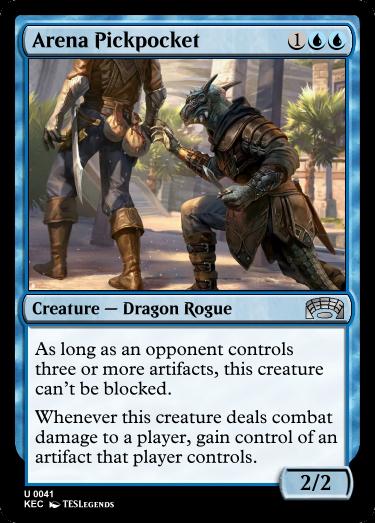 Arena Pickpocket 1
Creature — Dragon Rogue
As long as an opponent controls
three or more artifacts, this creature
can't be blocked.
Whenever this creature deals combat
damage to a player, gain control of an
artifact that player controls.
2/2
U 0041
KEC TESLegends